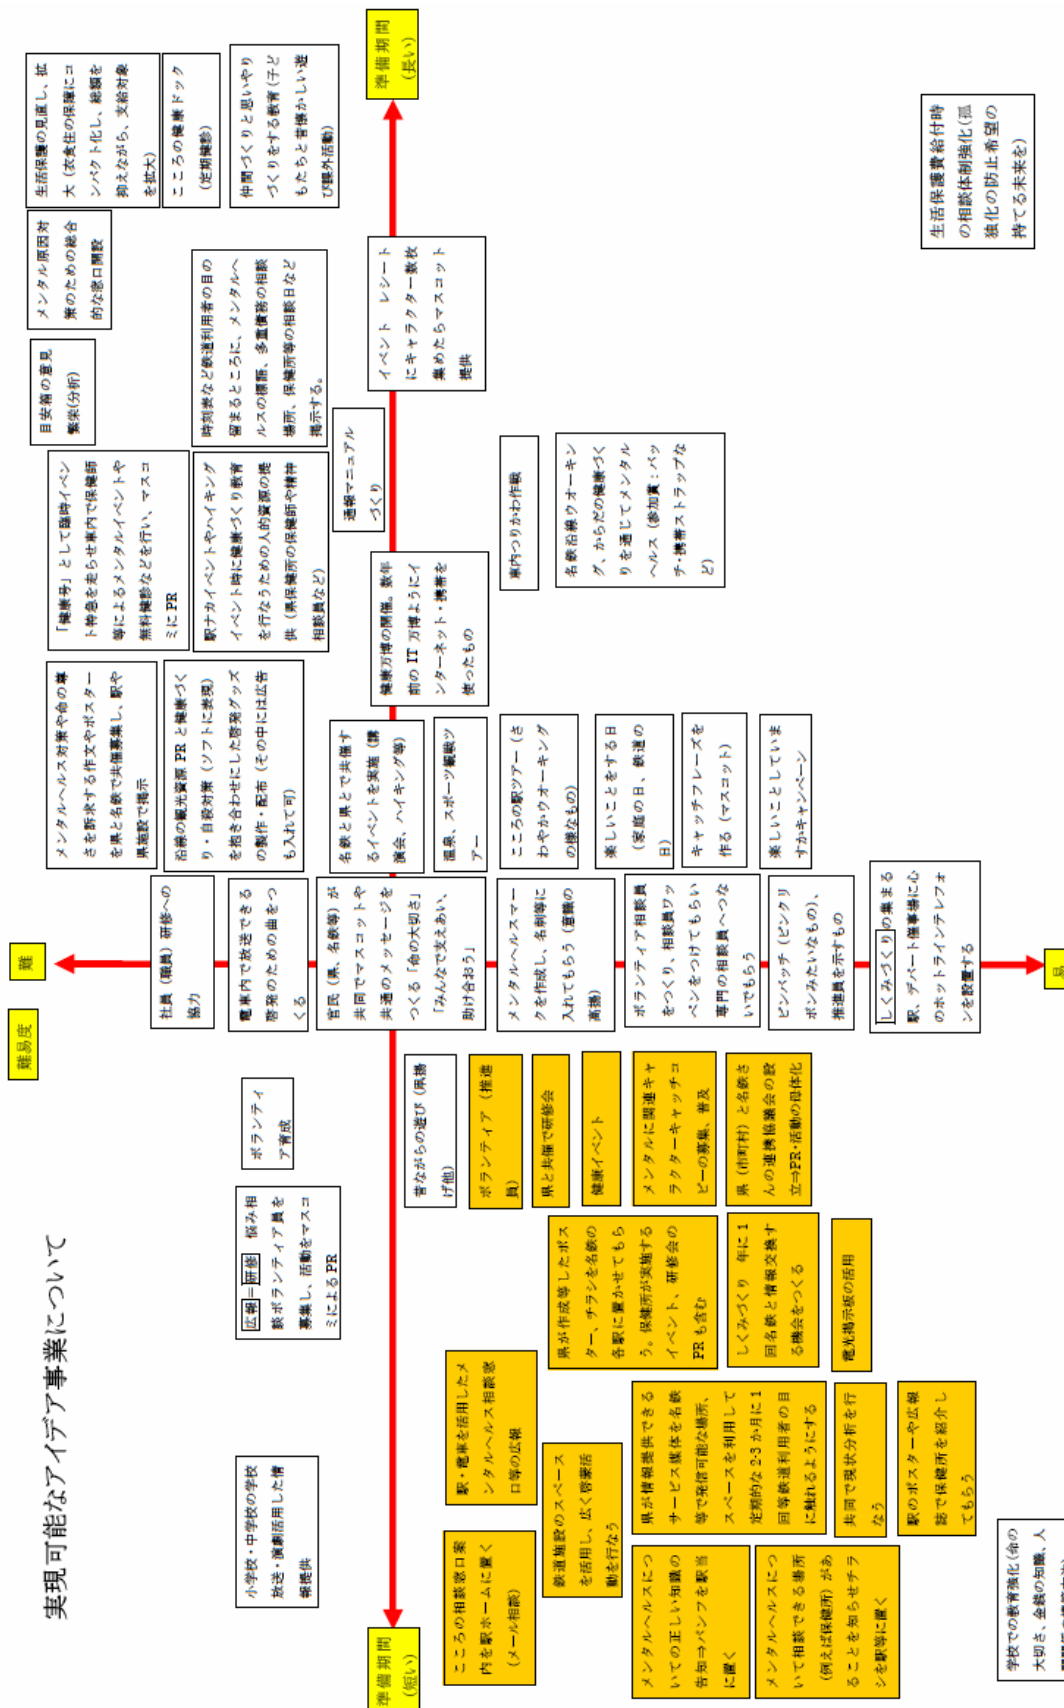 実現可能なアイデア事業について
難易度
難
易
準備期間
(短い)
準備期間
(長い)
小学校・中学校の学校
放送・演劇活用した情
報提供
広報＝研修　悩み相
談ボランティア員を
募集し、活動をマスコ
ミによる PR
ボランティ
ア育成
社員（職員）研修への
協力
電車内で放送できる
啓発のための曲をつ
くる
官民（県、名鉄等）が
共同でマスコットや
共通のメッセージを
つくる「命の大切さ」
「みんなで支えあい、
助け合おう」
メンタルヘルス対策や命の尊
さを訴求する作文やポスター
を県と名鉄で共催募集し、駅や
県施設で掲示
沿線の観光資源 PR と健康づく
り・自殺対策（ソフトに表現）
を抱き合わせにした啓発グッズ
の製作・配布（その中には広告
も入れて可）
名鉄と県とで共催す
るイベントを実施（講
演会、ハイキング等）
「健康号」として臨時イベン
ト特急を走らせ車内で保健師
等によるメンタルイベントや
無料健診などを行い、マスコ
ミに PR
駅ナカイベントやハイキング
イベント時に健康づくり教育
を行なうための人的資源の提
供（県保健所の保健師や精神
相談員など）
目安箱の意見
繁栄(分析)
時刻表など鉄道利用者の目の
留まるところに、メンタルヘ
ルスの標語、多重債務の相談
場所、保健所等の相談日など
掲示する。
通報マニュアル
づくり
メンタル原因対
策のための総合
的な窓口開設
生活保護の見直し、拡
大（衣食住の保障にコ
ンパクト化し、総額を
抑えながら、支給対象
を拡大）
こころの健康ドック
(定期健診)
仲間づくりと思いやり
づくりをする教育(子ど
もたちと昔懐かしい遊
び課外活動)
こころの相談窓口案
内を駅ホームに置く
（メール相談）
駅・電車を活用したメ
ンタルヘルス相談窓
口等の広報
鉄道施設のスペース
を活用し、広く啓蒙活
動を行なう
メンタルヘルスにつ
いての正しい知識の
告知⇒パンフを駅当
に置く
メンタルヘルスにつ
いて相談できる場所
(例えば保健所）があ
ることを知らせチラ
シを駅等に置く
県が情報提供できる
サービス媒体を名鉄
等で発信可能な場所、
スペースを利用して
定期的な 2-3 か月に 1
回等鉄道利用者の目
に触れるようにする
共同で現状分析を行
なう
駅のポスターや広報
誌で保健所を紹介し
てもらう
県が作成等したポス
ター、チラシを名鉄の
各駅に置かせてもら
う。保健所が実施する
イベント、研修会の
PR も含む
しくみづくり　年に 1
回名鉄と情報交換す
る機会をつくる
電光掲示板の活用
昔ながらの遊び（凧揚
げ他）
ボランティア（推進
員）
県と共催で研修会
健康イベント
メンタルに関連キャ
ラクターキャッチコ
ピーの募集、普及
県（市町村）と名鉄さ
んの連携協議会の設
立⇒PR・活動の母体化
メンタルヘルスマー
クを作成し、名刺等に
入れてもらう（意識の
高揚）
ボランティア相談員
をつくり、相談員ワッ
ペンをつけてもらい
専門の相談員へつな
いでもらう
ピンバッチ（ピンクリ
ボンみたいなもの)、
推進員を示すもの
しくみづくりの集まる
駅、デパート催事場に心
のホットラインテレフォ
ンを設置する
温泉、スポーツ観戦ツ
アー
こころの駅ツアー（さ
わやかウオーキング
の様なもの）
楽しいことをする日
（家庭の日、鉄道の
日）
キャッチフレーズを
作る（マスコット）
楽しいことしていま
すかキャンペーン
健康万博の開催。数年
前の IT 万博ようにイ
ンターネット・携帯を
使ったもの
車内つりかわ作戦
名鉄沿線ウオーキン
グ、からだの健康づく
りを通じてメンタル
ヘルス（参加賞：バッ
チ・携帯ストラップな
ど）
イベント　レシート
にキャラクター数枚
集めたらマスコット
提供
生活保護費給付時
の相談体制強化(孤
独化の防止希望の
持てる未来を)
学校での教育強化(命の
大切さ、金銭の知識、人